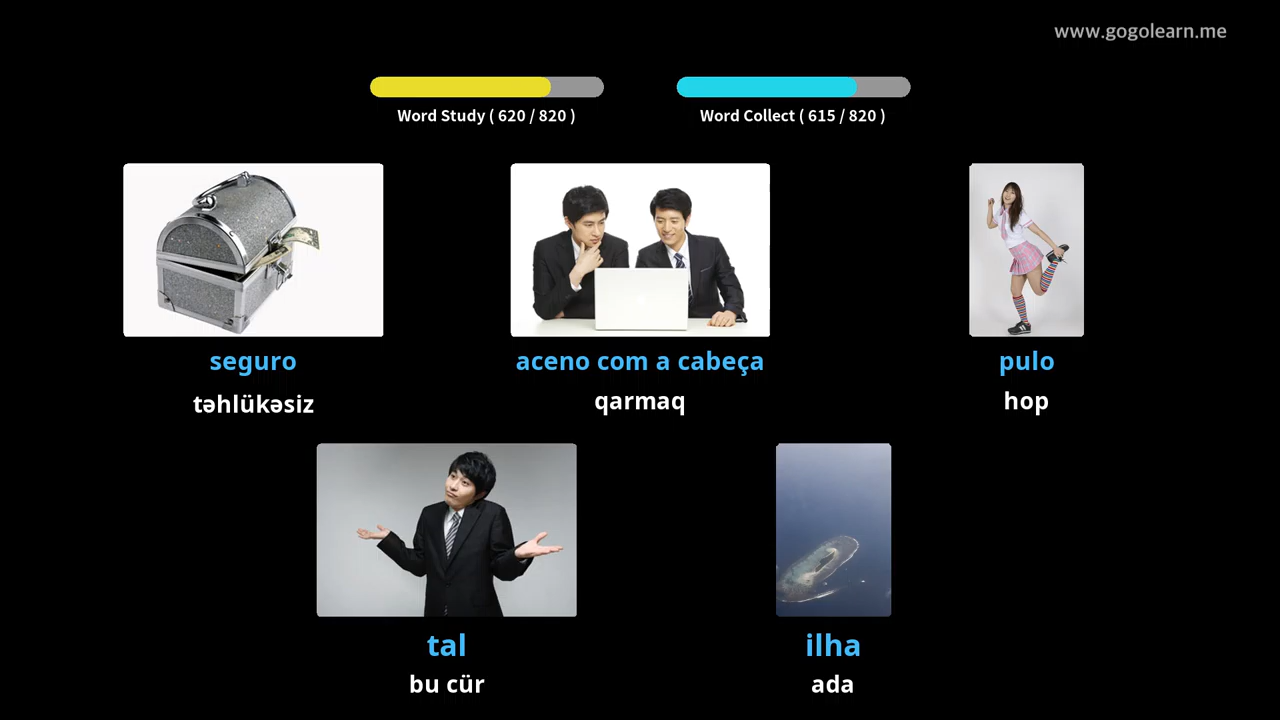 www.gogolearn.me
Word Study ( 620 / 820 )
Word Collect ( 615 / 820 )
seguro
təhlükəsiz
aceno com a cabeça
qarmaq
pulo
hop
tal
bu cür
ilha
ada